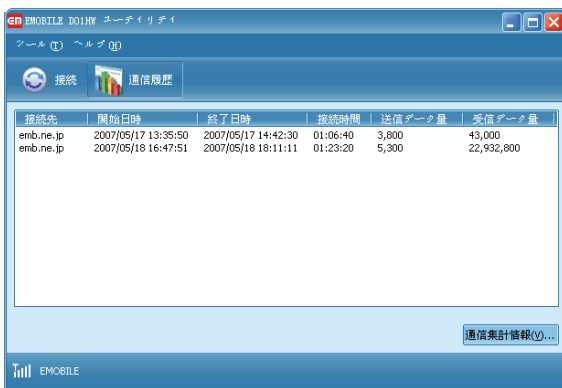 EMOBILE D01HW ユーティリティ
ツール(T) ヘルプ(H)
接続 通信履歴
接続先 開始日時 終了日時 接続時間 送信データ量 受信データ量
emb.ne.jp 2007/05/17 13:35:50 2007/05/17 14:42:30 01:06:40 3,800 43,000
emb.ne.jp 2007/05/18 16:47:51 2007/05/18 18:11:11 01:23:20 5,300 22,932,800
通信集計情報(V)...
EMOBILE